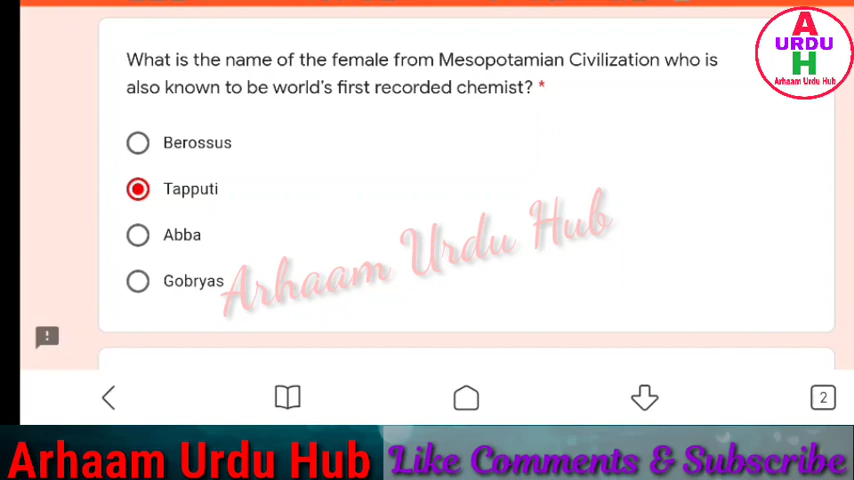 A
URDU
H
Arhaam Urdu Hub
What is the name of the female from Mesopotamian Civilization who is
also known to be world's first recorded chemist? *
Berossus
Tapputi
Abba
Gobryas
Arhaam Urdu Hub
!
2
Arhaam Urdu Hub Like Comments & Subscribe